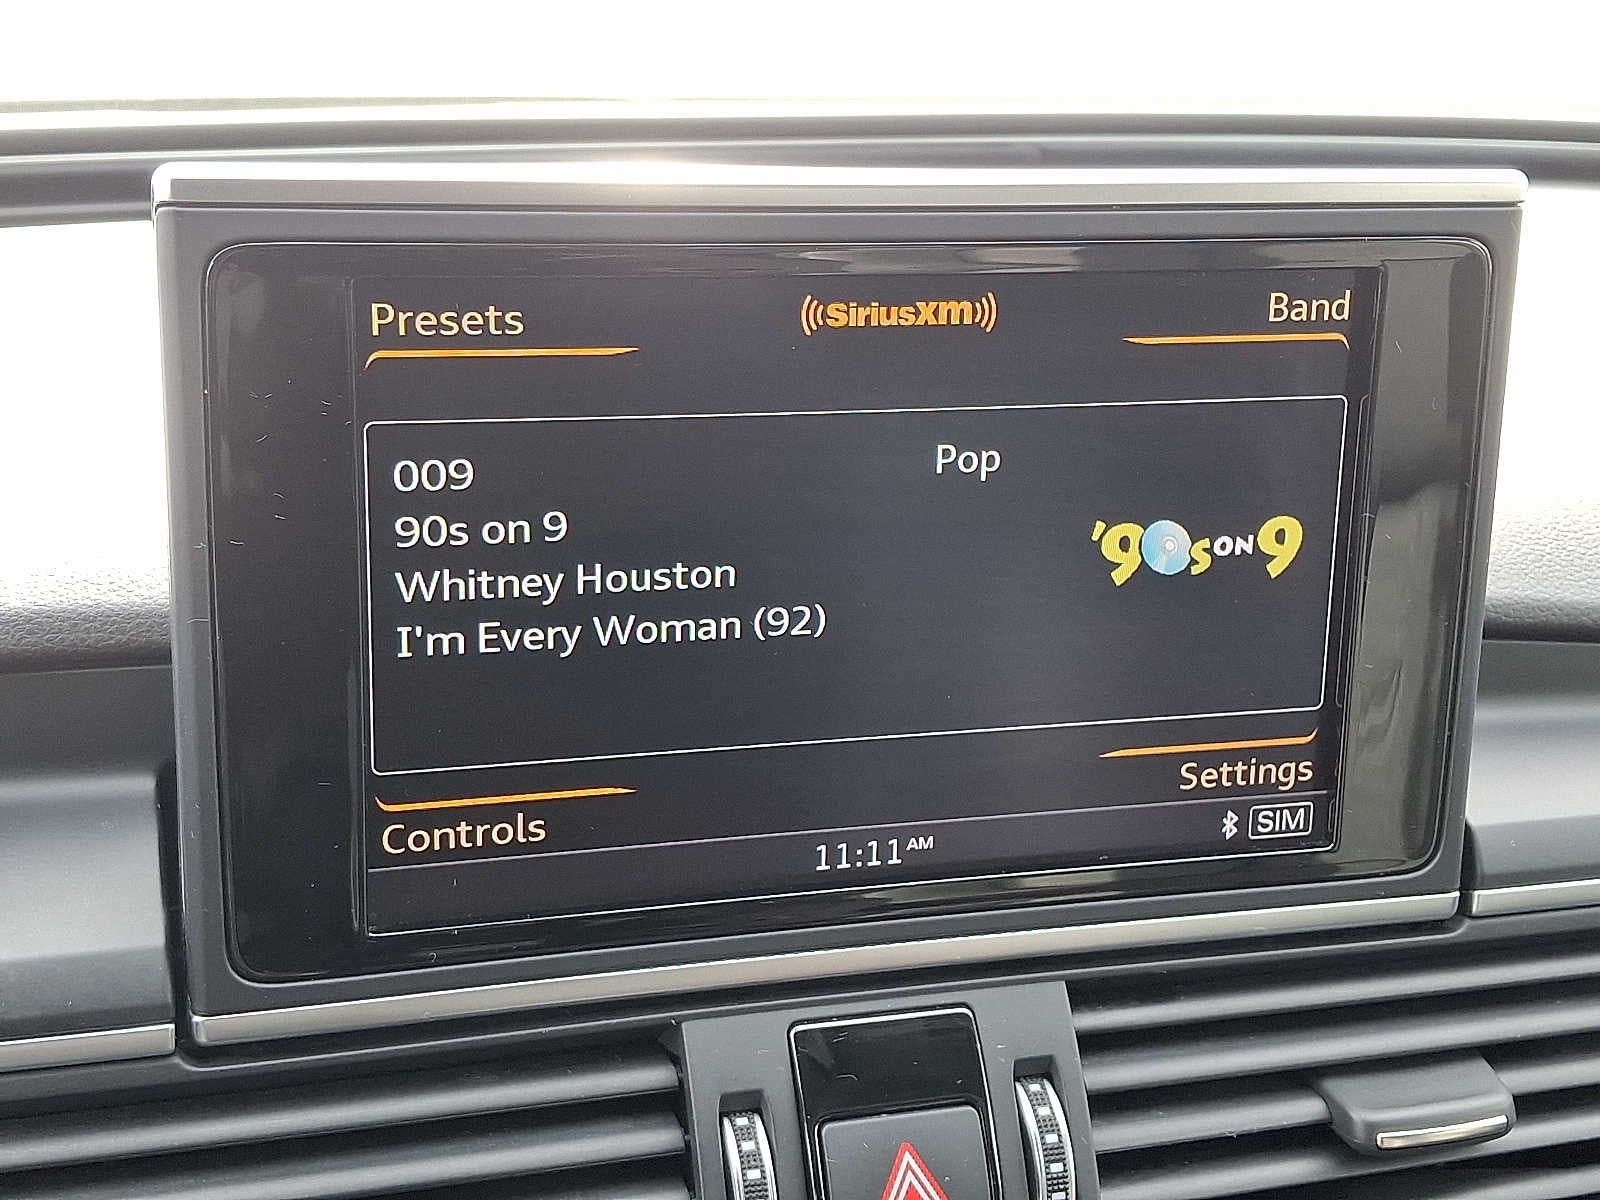 Presets
SiriusXM
Band
009
Pop
90s on 9
'90s ON 9
Whitney Houston
I'm Every Woman (92)
Settings
Controls
11:11 AM
SIM